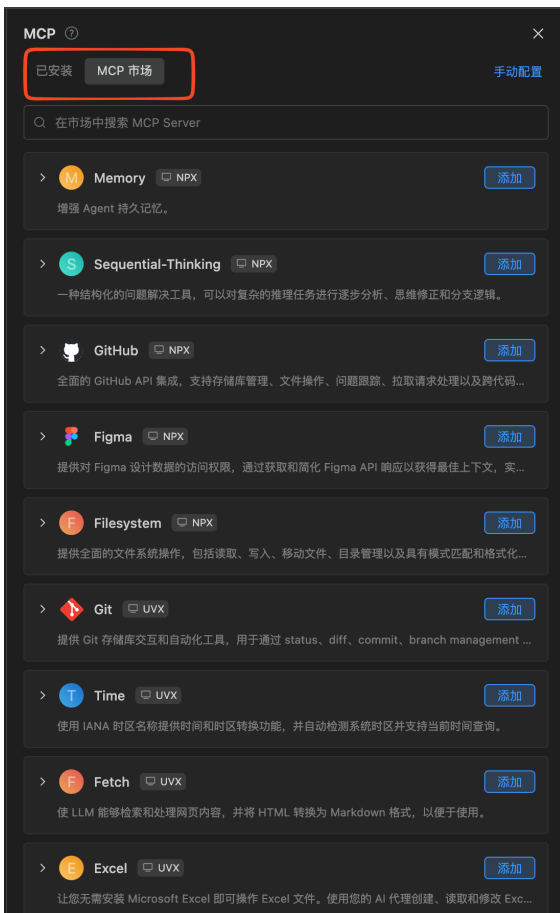 MCP ?
已安装 MCP 市场 手动配置
在市场中搜索 MCP Server
M Memory NPX 添加
增强 Agent 持久记忆。
S Sequential-Thinking NPX 添加
一种结构化的问题解决工具，可以对复杂的推理任务进行逐步分析、思维修正和分支逻辑。
GitHub NPX 添加
全面的 GitHub API 集成，支持存储库管理、文件操作、问题跟踪、拉取请求处理以及跨代码...
Figma NPX 添加
提供对 Figma 设计数据的访问权限，通过获取和简化 Figma API 响应以获得最佳上下文，实...
F Filesystem NPX 添加
提供全面的文件系统操作，包括读取、写入、移动文件、目录管理以及具有模式匹配和格式化...
Git UVX 添加
提供 Git 存储库交互和自动化工具，用于通过 status、diff、commit、branch management ...
T Time UVX 添加
使用 IANA 时区名称提供时间和时区转换功能，并自动检测系统时区并支持当前时间查询。
F Fetch UVX 添加
使 LLM 能够检索和处理网页内容，并将 HTML 转换为 Markdown 格式，以便于使用。
E Excel UVX 添加
让您无需安装 Microsoft Excel 即可操作 Excel 文件。使用您的 AI 代理创建、读取和修改 Exc...